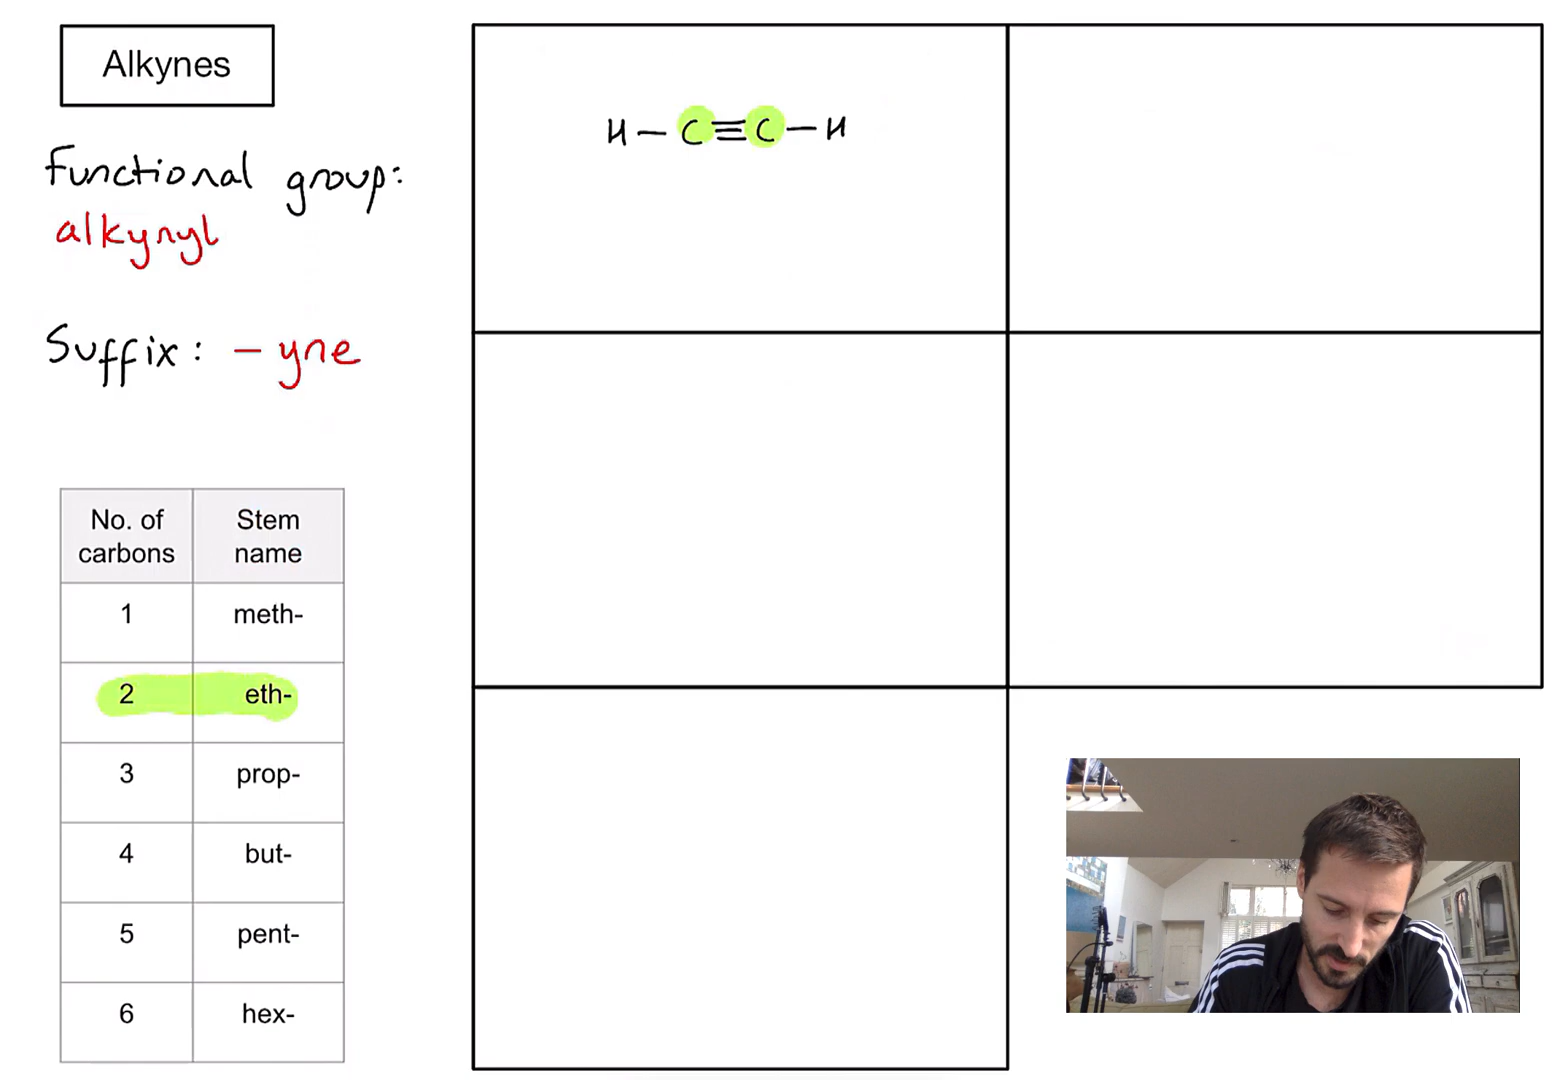 Alkynes
Functional group:
alkynyl
Suffix: - yne
No. of carbons Stem name
1 meth-
2 eth-
3 prop-
4 but-
5 pent-
6 hex-
H — C≡C — H